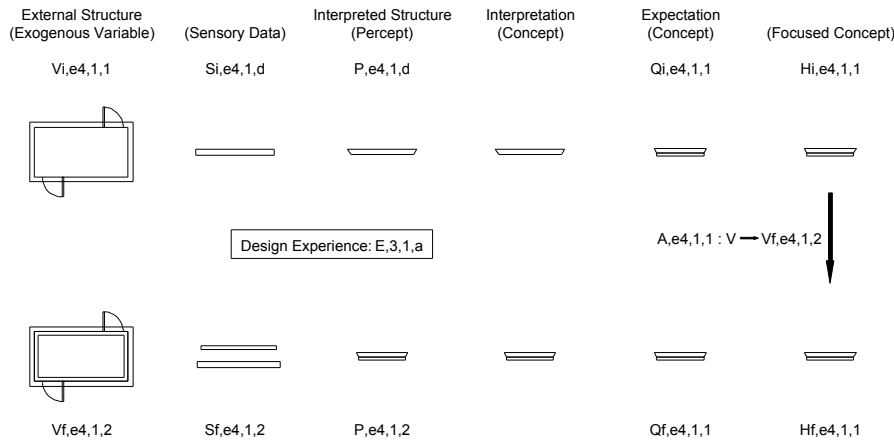 External Structure
(Exogenous Variable)
(Sensory Data)
Interpreted Structure
(Percept)
Interpretation
(Concept)
Expectation
(Concept)
(Focused Concept)
Vi,e4,1,1
Si,e4,1,d
P,e4,1,d
Qi,e4,1,1
Hi,e4,1,1
Design Experience: E,3,1,a
A,e4,1,1 : V → Vf,e4,1,2
Vf,e4,1,2
Sf,e4,1,2
P,e4,1,2
Qf,e4,1,1
Hf,e4,1,1